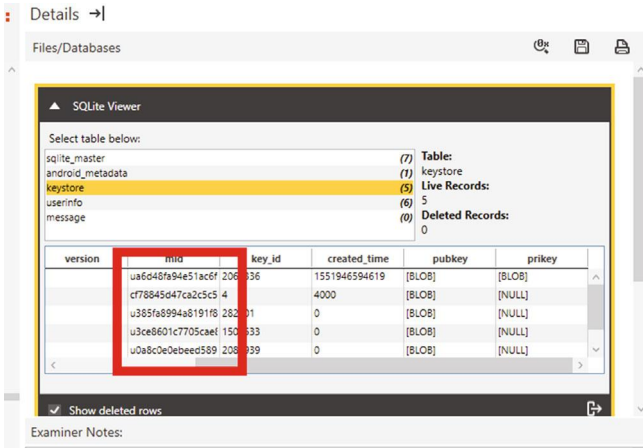 Details
Files/Databases
SQLite Viewer
Select table below:
sqlite_master (7)
android_metadata (1)
keystore (5)
userinfo (6)
message (0)
Table:
keystore
Live Records:
5
Deleted Records:
0
version mid key_id created_time pubkey prikey
ua6d48fa94e51ac6f 1551946594619 [BLOB] [BLOB]
cf78845d47ca2c5c5 4 4000 [BLOB] [NULL]
u385fa8994a8191f8 0 [BLOB] [NULL]
0 [BLOB] [NULL]
u0a8c0e0ebeed589 0 [BLOB] [NULL]
Show deleted rows
Examiner Notes: